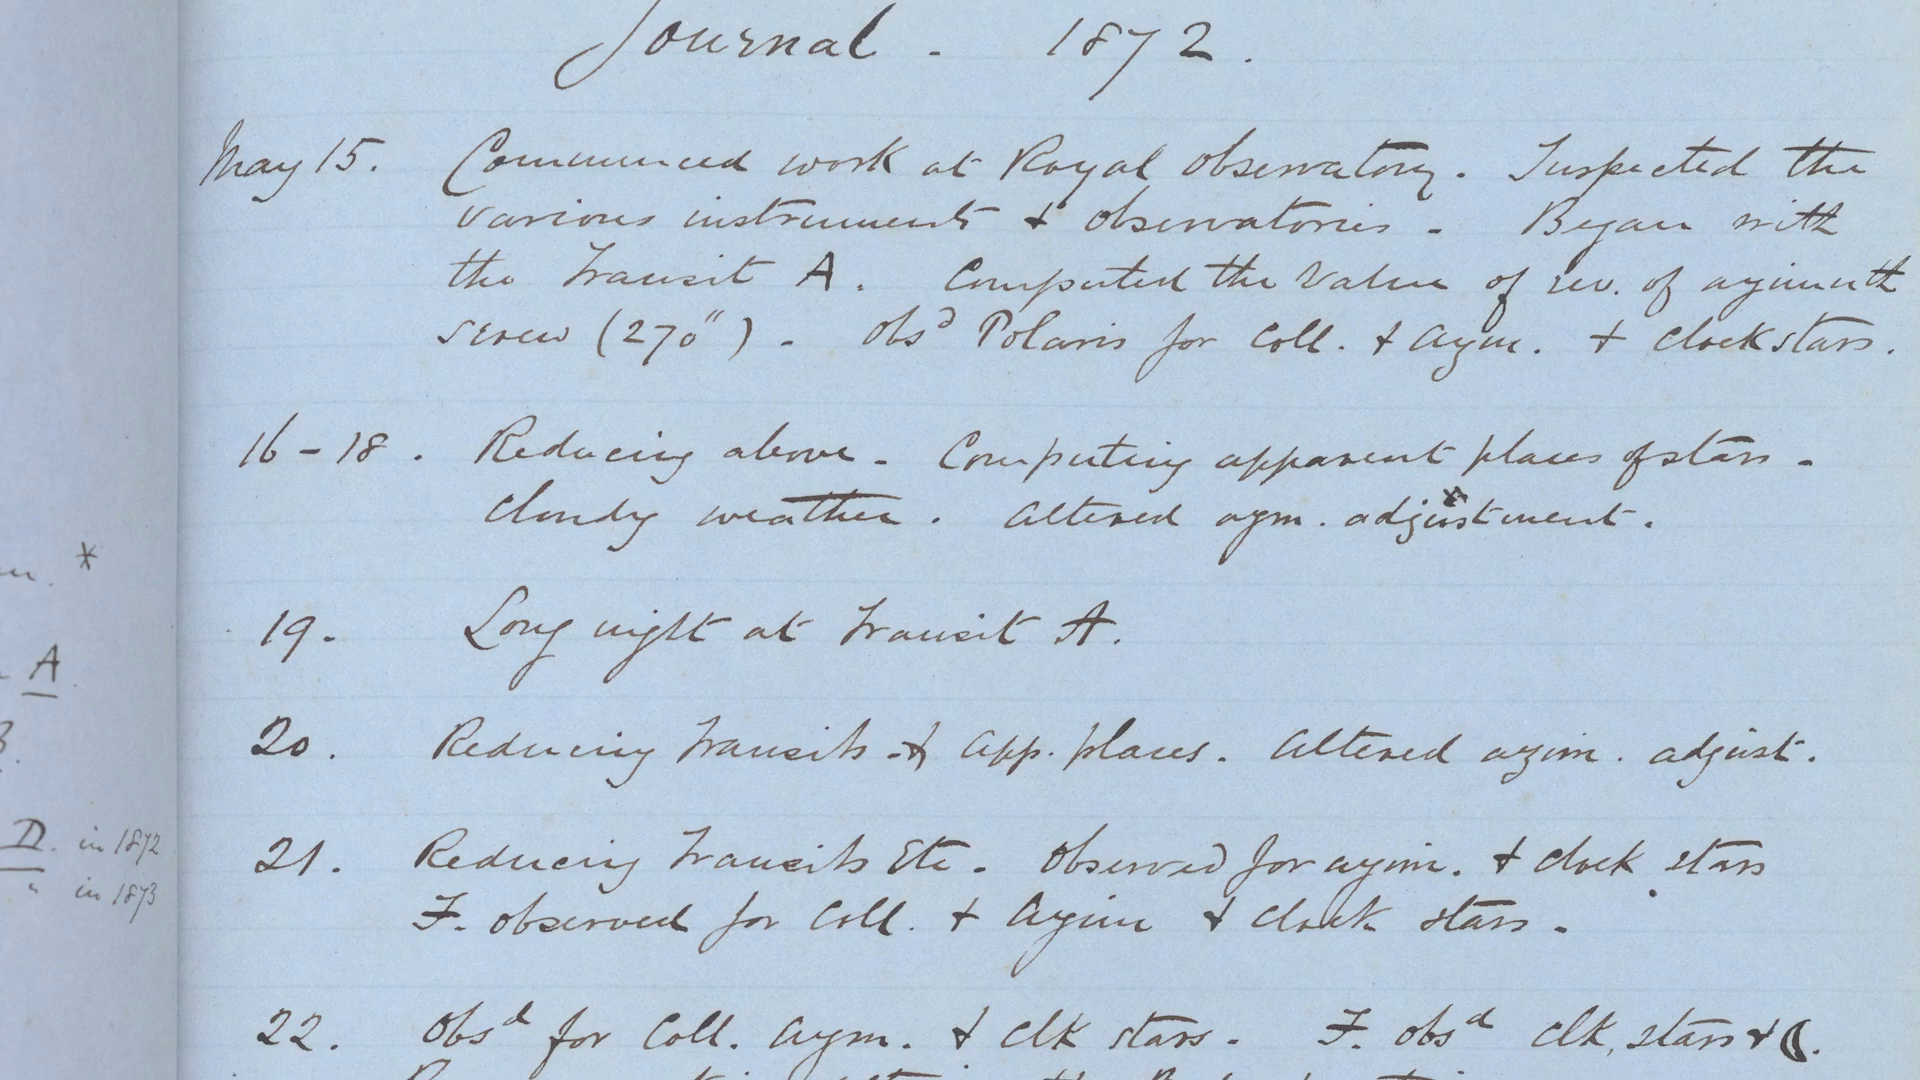 Journal - 1872.
May 15. Commenced work at Royal Observatory. Inspected the
various instruments & observatories - Began with
the Transit A. Computed the value of rev. of azimuth
screw (270") - Obsd Polaris for Coll. & Azim. & Clock stars.
16-18. Reducing above - Computing apparent places of stars -
Cloudy weather. Altered azm. adjustment.
19. Long night at Transit A.
20. Reducing Transits & App. places. Altered azim. adjust.
21. Reducing Transits Etc - Observed for azim. & clock stars
F. observed for Coll. & Azim & Clock stars -
22. Obsd for Coll. Azym. & Clk stars - F. obsd Clk. stars & ☾.
*
A
D. in 1872
" in 1873